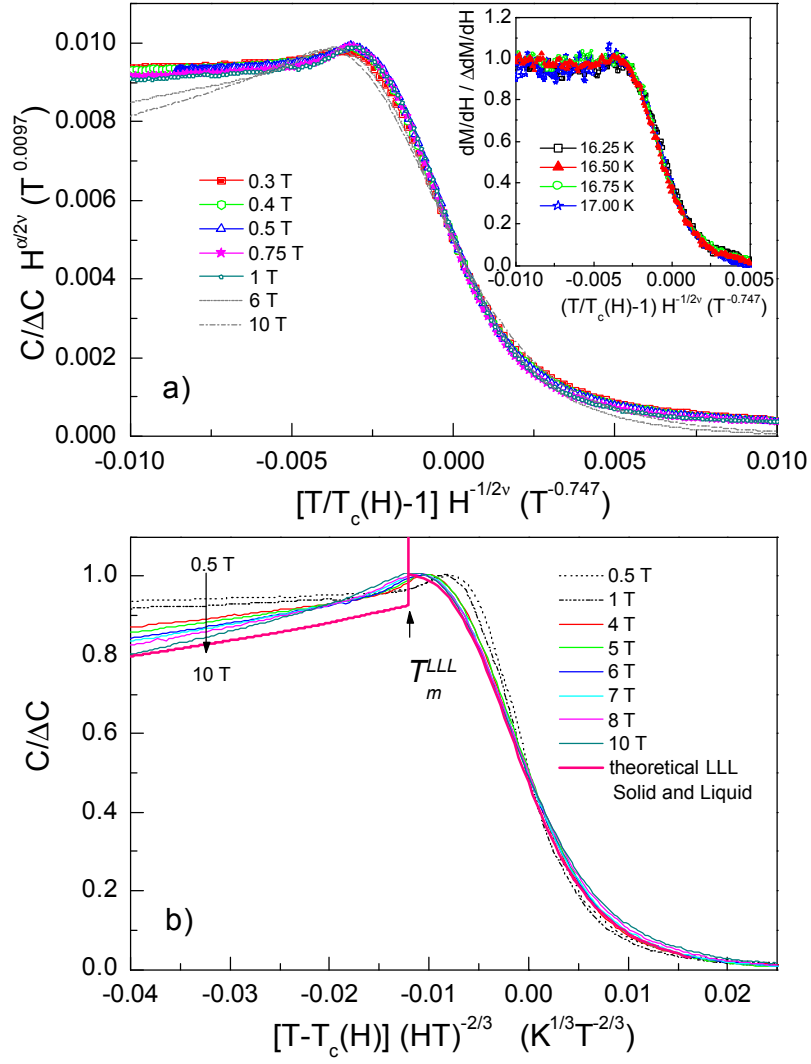 a)
C/ΔC H^α/2ν (T^0.0097)
0.010
0.008
0.006
0.004
0.002
0.000
-0.010 -0.005 0.000 0.005 0.010
[T/T_c(H)-1] H^-1/2ν (T^-0.747)
0.3 T
0.4 T
0.5 T
0.75 T
1 T
6 T
10 T
dM/dH / ΔdM/dH
1.2
1.0
0.8
0.6
0.4
0.2
0.0
16.25 K
16.50 K
16.75 K
17.00 K
-0.010 -0.005 0.000 0.005
(T/T_c(H)-1) H^-1/2ν (T^-0.747)
b)
C/ΔC
1.0
0.8
0.6
0.4
0.2
0.0
0.5 T
10 T
T_m^LLL
0.5 T
1 T
4 T
5 T
6 T
7 T
8 T
10 T
theoretical LLL
Solid and Liquid
-0.04 -0.03 -0.02 -0.01 0.00 0.01 0.02
[T-T_c(H)] (HT)^-2/3 (K^1/3T^-2/3)